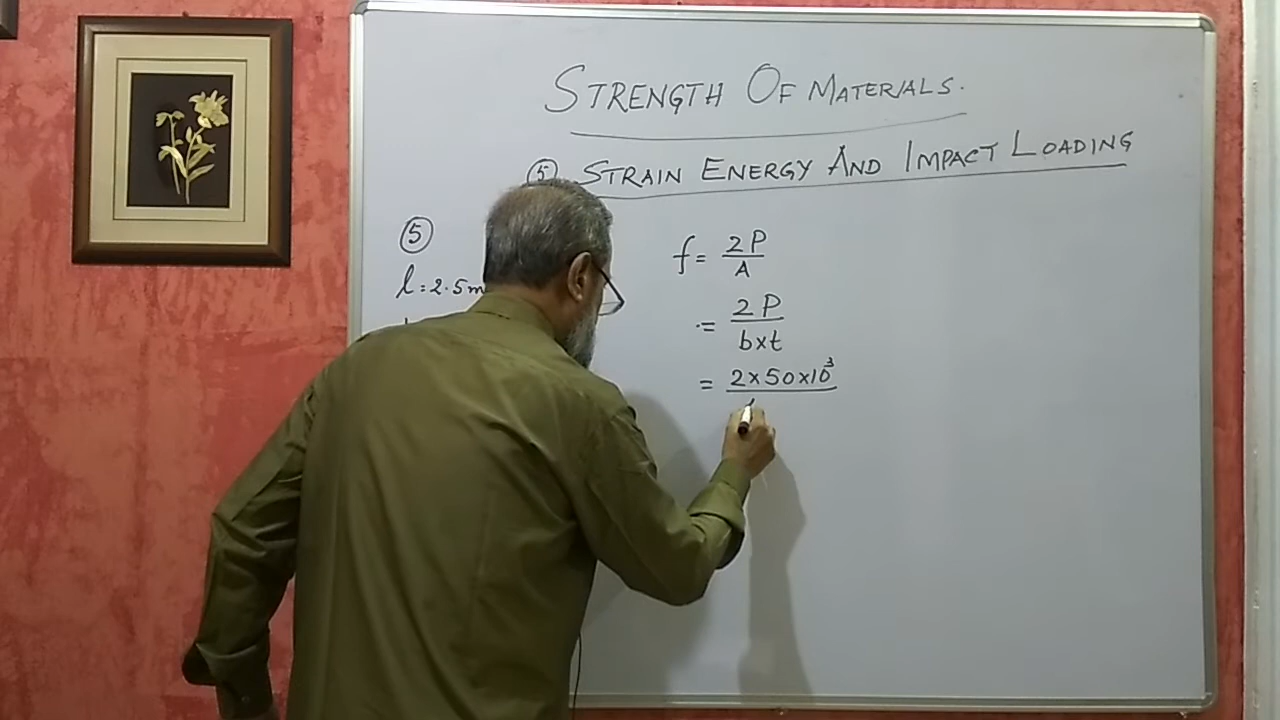 STRENGTH OF MATERIALS.
⑤ STRAIN ENERGY AND IMPACT LOADING
⑤
l = 2.5m
f = 2P/A
= 2P/b×t
= 2×50×10³